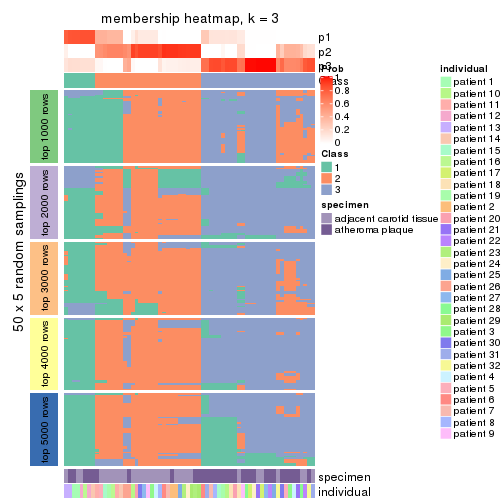 membership heatmap, k = 3
p1
p2
p3
Class
50 x 5 random samplings
top 1000 rows
top 2000 rows
top 3000 rows
top 4000 rows
top 5000 rows
specimen
individual
Prob
1
0.8
0.6
0.4
0.2
0
Class
1
2
3
specimen
adjacent carotid tissue
atheroma plaque
individual
patient 1
patient 10
patient 11
patient 12
patient 13
patient 14
patient 15
patient 16
patient 17
patient 18
patient 19
patient 2
patient 20
patient 21
patient 22
patient 23
patient 24
patient 25
patient 26
patient 27
patient 28
patient 29
patient 3
patient 30
patient 31
patient 32
patient 4
patient 5
patient 6
patient 7
patient 8
patient 9